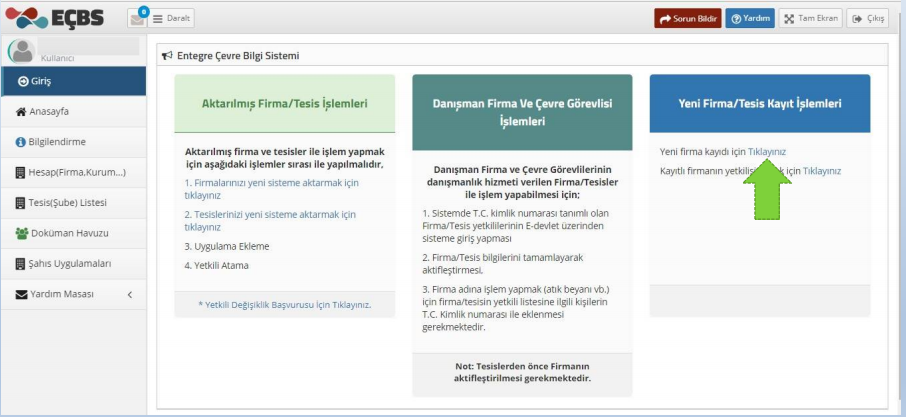 EÇBS
0
Daralt
Sorun Bildir
Yardım
Tam Ekran
Çıkış
Kullanıcı
Giriş
Anasayfa
Bilgilendirme
Hesap(Firma,Kurum...)
Tesis(Şube) Listesi
Doküman Havuzu
Şahıs Uygulamaları
Yardım Masası
Entegre Çevre Bilgi Sistemi
Aktarılmış Firma/Tesis İşlemleri
Aktarılmış firma ve tesisler ile işlem yapmak
için aşağıdaki işlemler sırası ile yapılmalıdır,
1. Firmalarınızı yeni sisteme aktarmak için
tıklayınız
2. Tesislerinizi yeni sisteme aktarmak için
tıklayınız
3. Uygulama Ekleme
4. Yetkili Atama
* Yetkili Değişiklik Başvurusu İçin Tıklayınız.
Danışman Firma Ve Çevre Görevlisi
İşlemleri
Danışman Firma ve Çevre Görevlilerinin
danışmanlık hizmeti verilen Firma/Tesisler
ile işlem yapabilmesi için;
1. Sistemde T.C. kimlik numarası tanımlı olan
Firma/Tesis yetkililerinin E-devlet üzerinden
sisteme giriş yapması
2. Firma/Tesis bilgilerini tamamlayarak
aktifleştirmesi,
3. Firma adına işlem yapmak (atık beyanı vb.)
için firma/tesisin yetkili listesine ilgili kişilerin
T.C. Kimlik numarası ile eklenmesi
gerekmektedir.
Not: Tesislerden önce Firmanın
aktifleştirilmesi gerekmektedir.
Yeni Firma/Tesis Kayıt İşlemleri
Yeni firma kaydı için Tıklayınız
Kayıtlı firmanın için Tıklayınız